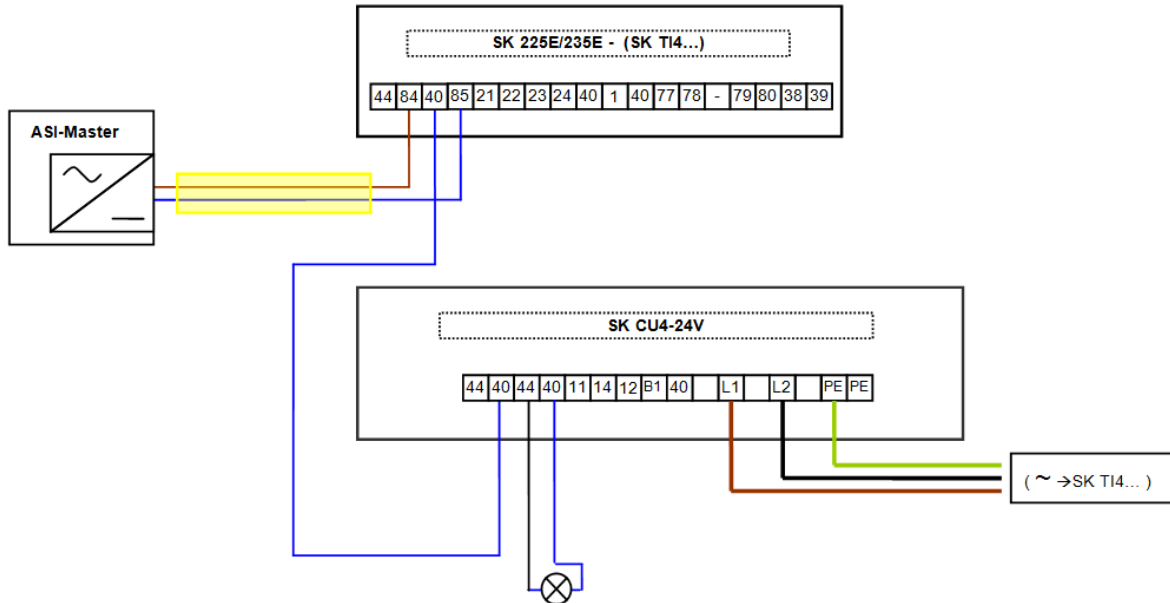 SK 225E/235E - (SK TI4...)
44 84 40 85 21 22 23 24 40 1 40 77 78 - 79 80 38 39
ASI-Master
SK CU4-24V
44 40 44 40 11 14 12 B1 40 L1 L2 PE PE
( ~ →SK TI4... )